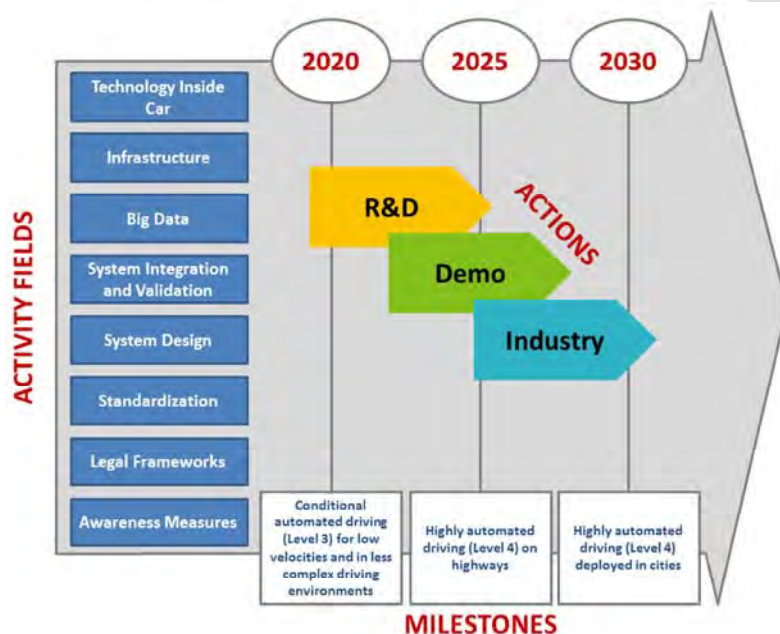 2020
2025
2030
ACTIVITY FIELDS
Technology Inside
Car
Infrastructure
Big Data
System Integration
and Validation
System Design
Standardization
Legal Frameworks
Awareness Measures
R&D
Demo
Industry
ACTIONS
Conditional
automated driving
(Level 3) for low
velocities and in less
complex driving
environments
Highly automated
driving (Level 4) on
highways
Highly automated
driving (Level 4)
deployed in cities
MILESTONES